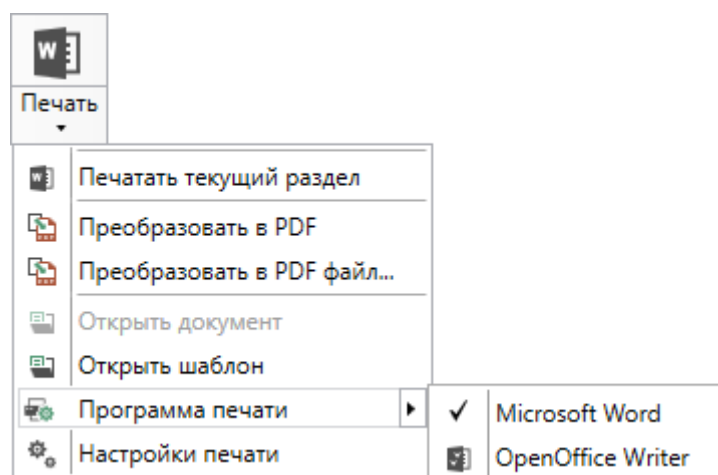 Печать
Печатать текущий раздел
Преобразовать в PDF
Преобразовать в PDF файл...
Открыть документ
Открыть шаблон
Программа печати
Microsoft Word
Настройки печати
OpenOffice Writer